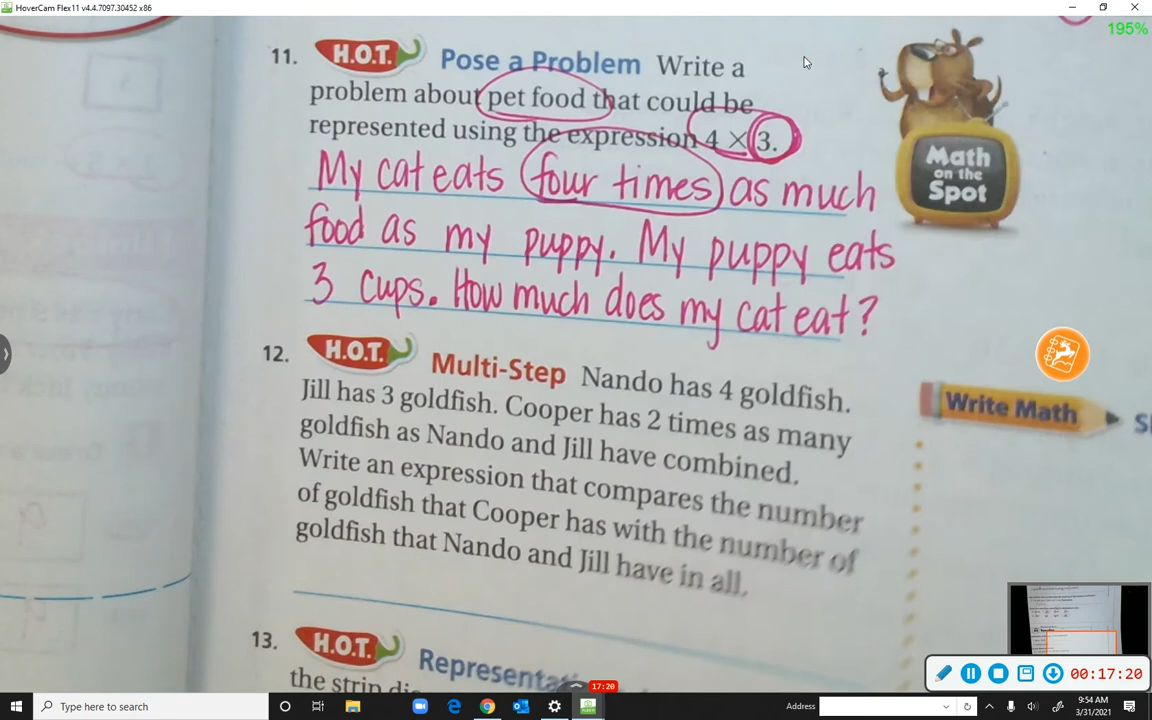 HoverCam Flex11 v4.4.7097.30452 x86
195%
11. H.O.T. Pose a Problem Write a
problem about pet food that could be
represented using the expression 4 × 3.
My cat eats four times as much
food as my puppy. My puppy eats
3 cups. How much does my cat eat?
Math
on the
Spot
12. H.O.T. Multi-Step Nando has 4 goldfish.
Jill has 3 goldfish. Cooper has 2 times as many
goldfish as Nando and Jill have combined.
Write an expression that compares the number
of goldfish that Cooper has with the number of
goldfish that Nando and Jill have in all.
Write Math
13. H.O.T.
the strip
00:17:20
17:20
Type here to search
Address
9:54 AM
3/31/2021